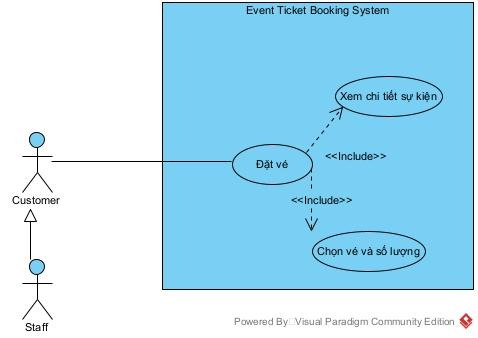 Event Ticket Booking System
Xem chi tiết sự kiện
<<Include>>
Đặt vé
<<Include>>
Customer
Chọn vé và số lượng
Staff
Powered By Visual Paradigm Community Edition